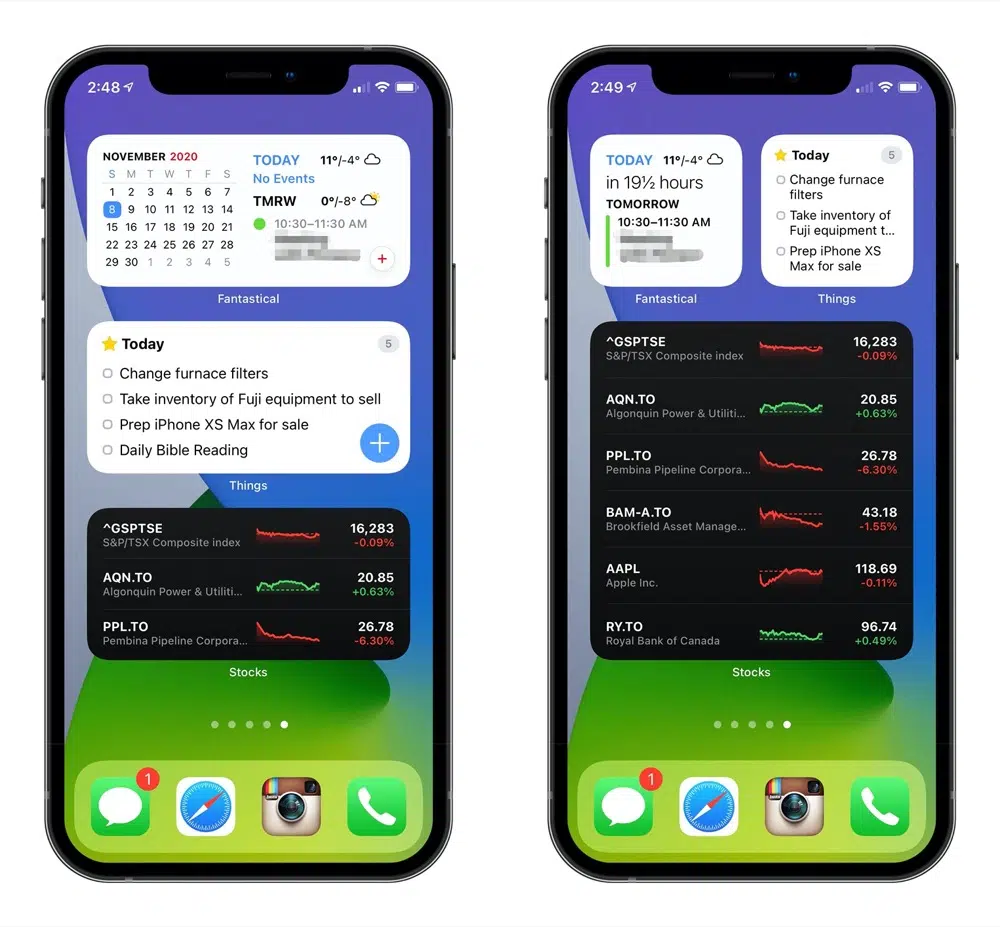 2:48
NOVEMBER 2020
S M T W T F S
1 2 3 4 5 6 7
8 9 10 11 12 13 14
15 16 17 18 19 20 21
22 23 24 25 26 27 28
29 30 1 2 3 4 5
TODAY 11°/-4°
No Events
TMRW 0°/-8°
10:30–11:30 AM
+
Fantastical
Today 5
Change furnace filters
Take inventory of Fuji equipment to sell
Prep iPhone XS Max for sale
Daily Bible Reading
+
Things
^GSPTSE 16,283
S&P/TSX Composite index -0.09%
AQN.TO 20.85
Algonquin Power & Utiliti... +0.63%
PPL.TO 26.78
Pembina Pipeline Corpora... -6.30%
Stocks
1
2:49
TODAY 11°/-4°
in 19½ hours
TOMORROW
10:30–11:30 AM
Fantastical
Today 5
Change furnace
filters
Take inventory of
Fuji equipment t...
Prep iPhone XS
Max for sale
Things
^GSPTSE 16,283
S&P/TSX Composite index -0.09%
AQN.TO 20.85
Algonquin Power & Utiliti... +0.63%
PPL.TO 26.78
Pembina Pipeline Corpora... -6.30%
BAM-A.TO 43.18
Brookfield Asset Manage... -1.55%
AAPL 118.69
Apple Inc. -0.11%
RY.TO 96.74
Royal Bank of Canada +0.49%
Stocks
1